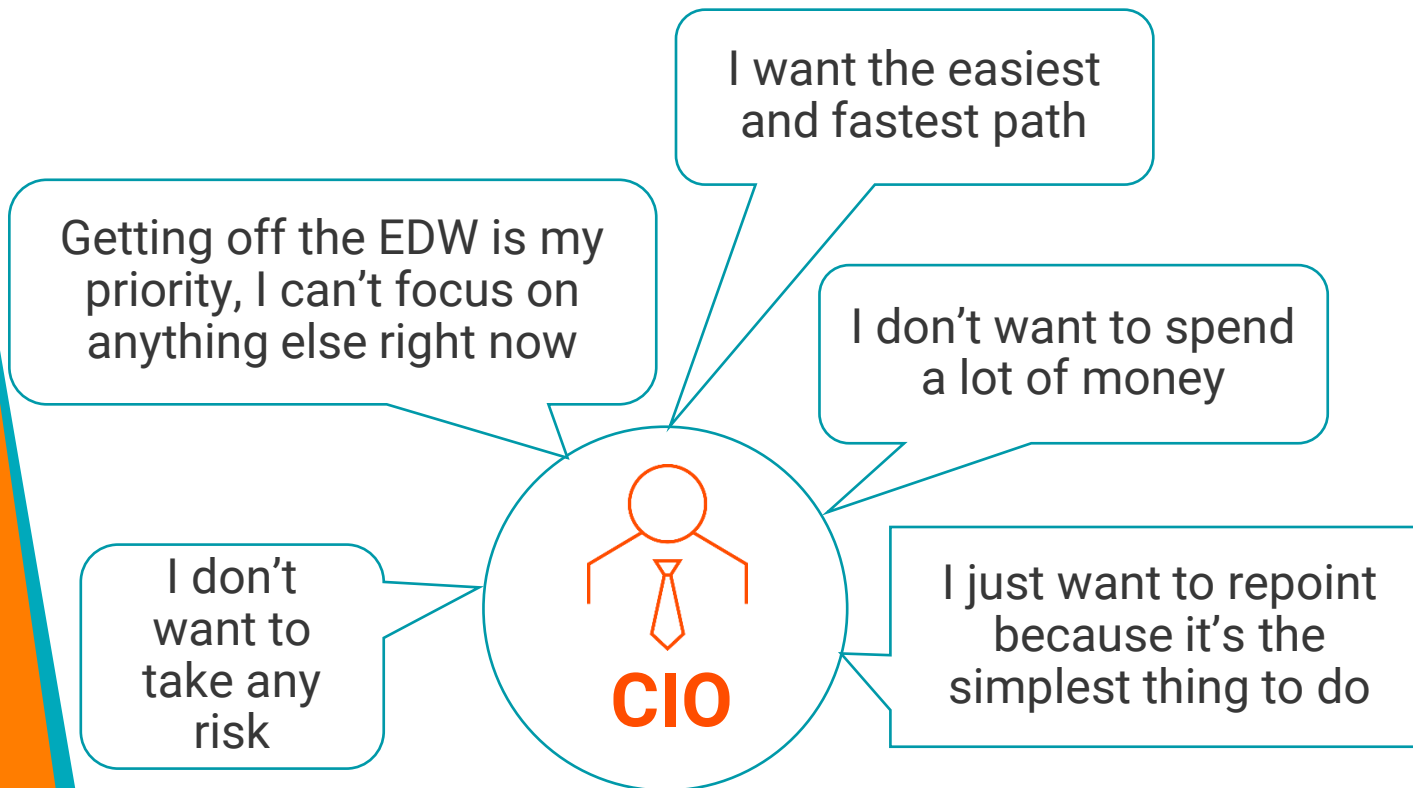 I want the easiest
and fastest path
Getting off the EDW is my
priority, I can’t focus on
anything else right now
I don’t want to spend
a lot of money
I don’t
want to
take any
risk
I just want to repoint
because it’s the
simplest thing to do
CIO